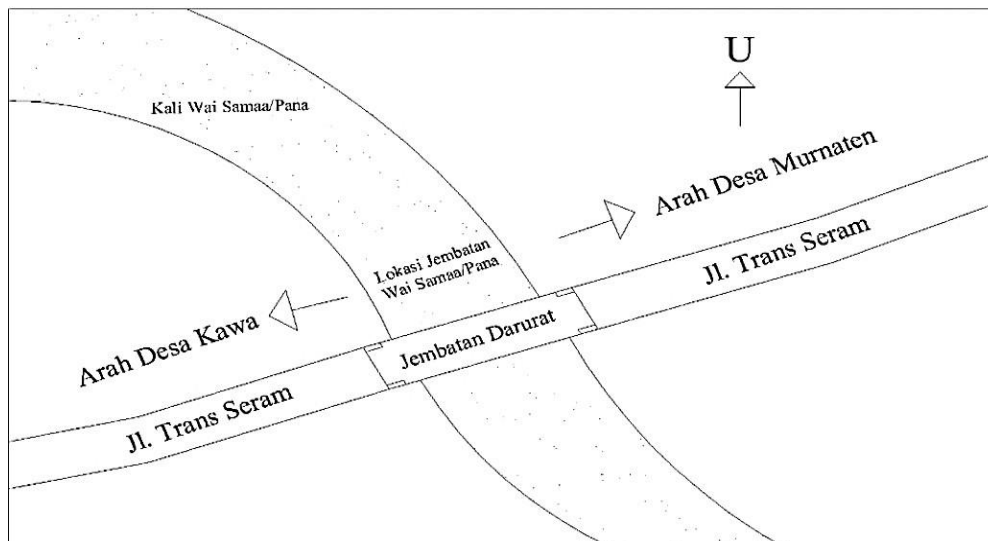 U
Kali Wai Samaa/Pana
Arah Desa Murnaten
Lokasi Jembatan
Wai Samaa/Pana
Jl. Trans Seram
Arah Desa Kawa
Jembatan Darurat
Jl. Trans Seram